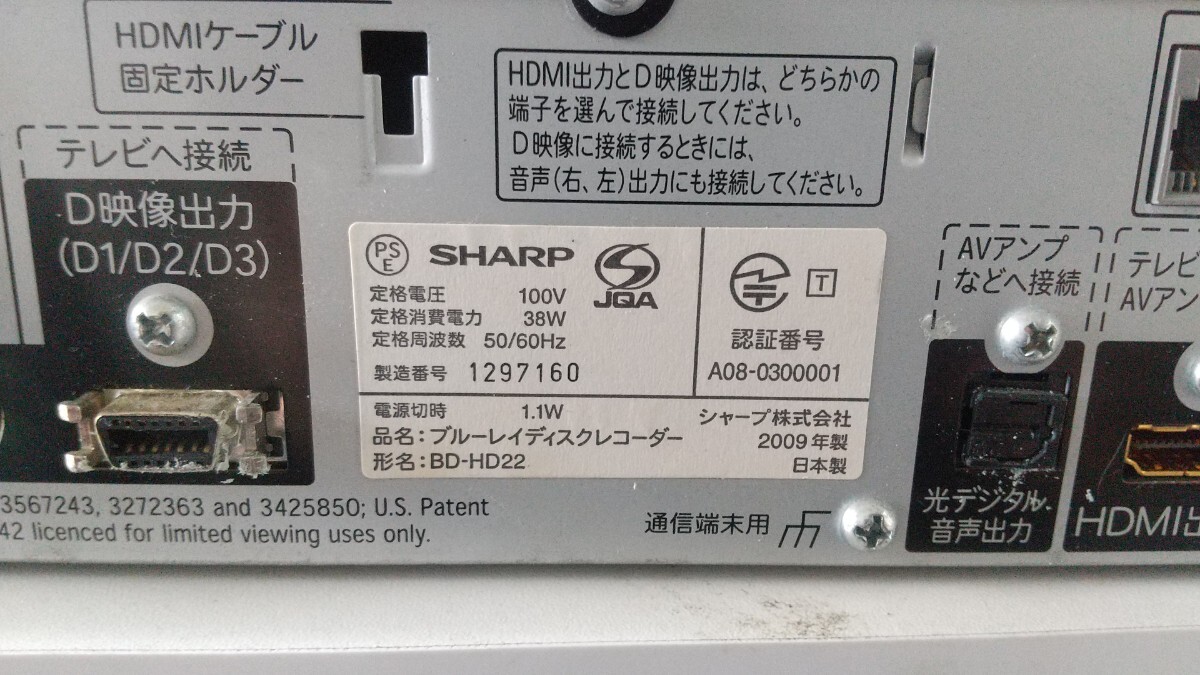 HDMIケーブル
固定ホルダー
HDMI出力とD映像出力は、どちらかの
端子を選んで接続してください。
D映像に接続するときには、
音声(右、左)出力にも接続してください。
テレビへ接続
D映像出力
(D1/D2/D3)
PS
E
SHARP
JQA
定格電圧 100V
定格消費電力 38W
定格周波数 50/60Hz
製造番号 1297160
T
認証番号
A08-0300001
電源切時 1.1W
品名:ブルーレイディスクレコーダー
形名:BD-HD22
シャープ株式会社
2009年製
日本製
AVアンプ
などへ接続
テレビ
AVアン
光デジタル
音声出力
HDMI出
通信端末用
3567243, 3272363 and 3425850; U.S. Patent
42 licenced for limited viewing uses only.